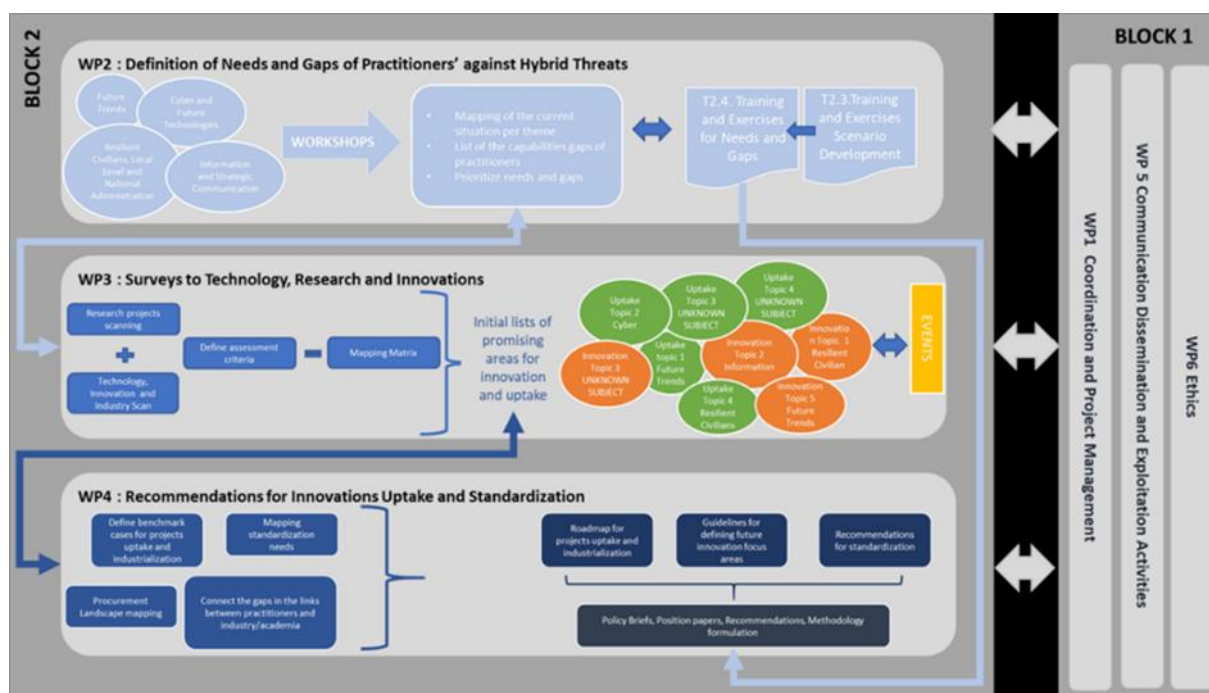 BLOCK 2
WP2 : Definition of Needs and Gaps of Practitioners' against Hybrid Threats
Future
Trends
Cyber and
Future
Technologies
Resilient
Civilians, Local
Level and
National
Administration
Information
and Strategic
Communication
WORKSHOPS
• Mapping of the current
situation per theme
• List of the capabilities gaps of
practitioners
• Prioritize needs and gaps
T2.4. Training
and Exercises
for Needs and
Gaps
T2.3.Training
and Exercises
Scenario
Development
WP3 : Surveys to Technology, Research and Innovations
Research projects
scanning
Technology,
Innovation and
Industry Scan
Define assessment
criteria
Mapping Matrix
Initial lists of
promising
areas for
innovation
and uptake
Uptake
Topic 2
Cyber
Uptake
Topic 3
UNKNOWN
SUBJECT
Uptake
Topic 4
UNKNOWN
SUBJECT
Innovation
Topic 3
UNKNOWN
SUBJECT
Uptake
topic 1
Future
Trends
Innovation
Topic 2
Information
Innovatio
n Topic 1
Resilient
Civilian
Uptake
Topic 4
Resilient
Civilians
Innovation
Topic 5
Future
Trends
EVENTS
WP4 : Recommendations for Innovations Uptake and Standardization
Define benchmark
cases for projects
uptake and
industrialization
Mapping
standardization
needs
Procurement
Landscape mapping
Connect the gaps in the links
between practitioners and
industry/academia
Roadmap for
projects uptake and
industrialization
Guidelines for
defining future
innovation focus
areas
Recommendations
for standardization
Policy Briefs, Position papers, Recommendations, Methodology
formulation
BLOCK 1
WP1 Coordination and Project Management
WP 5 Communication Dissemination and Exploitation Activities
WP6 Ethics